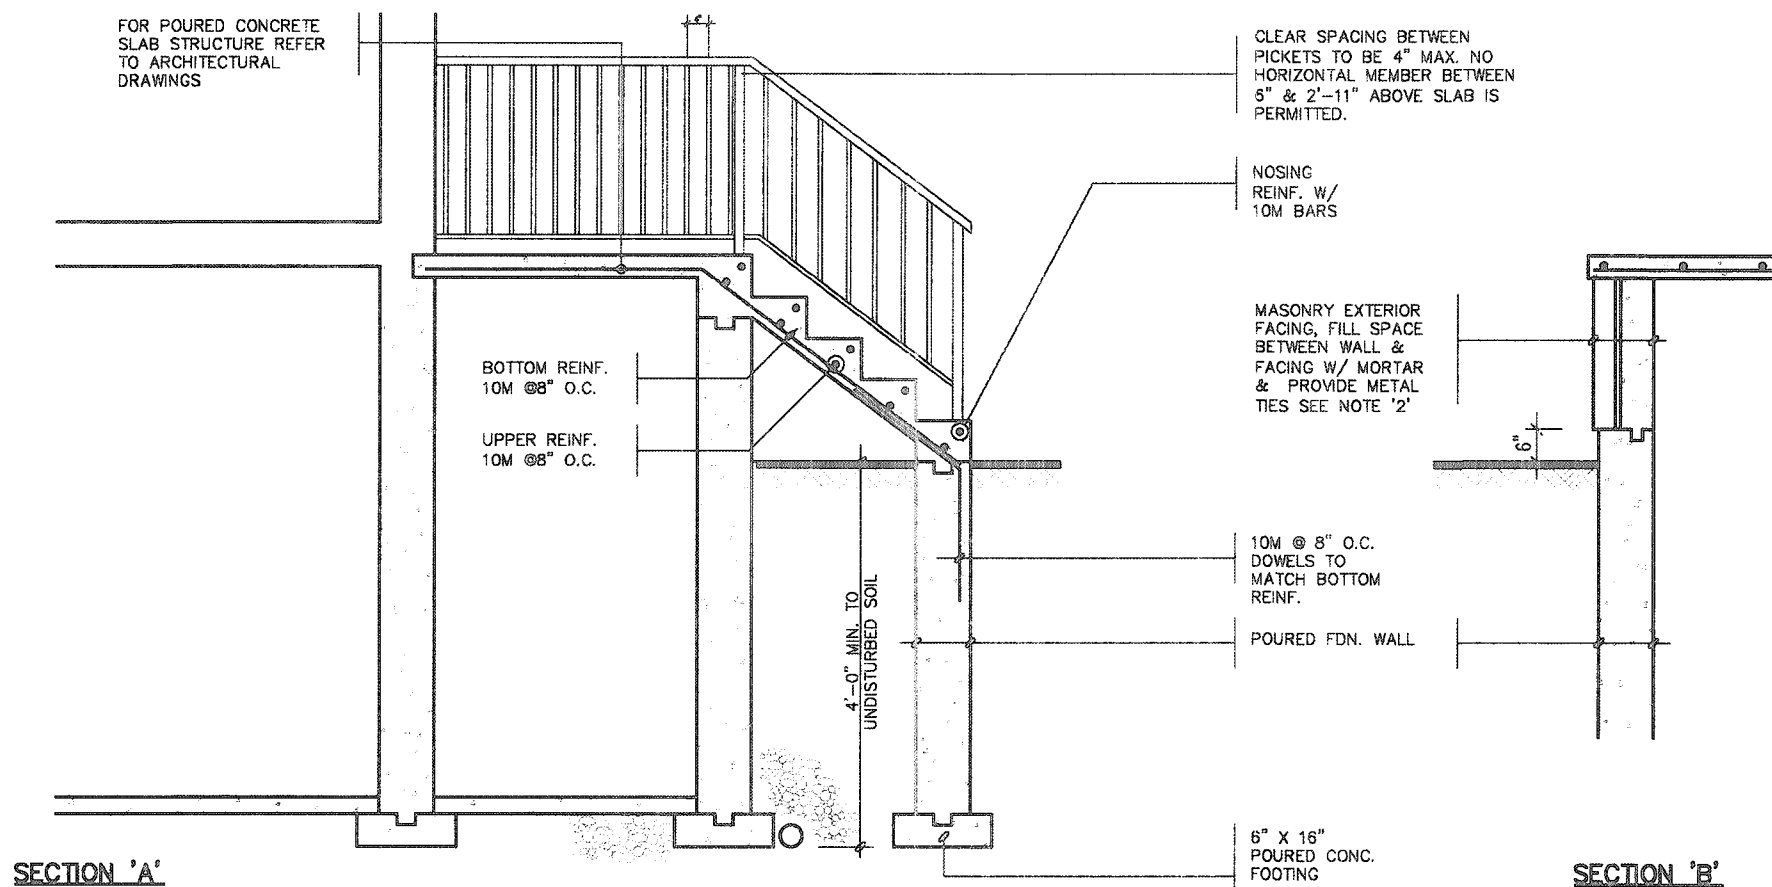 FOR POURED CONCRETE
SLAB STRUCTURE REFER
TO ARCHITECTURAL
DRAWINGS
CLEAR SPACING BETWEEN
PICKETS TO BE 4" MAX. NO
HORIZONTAL MEMBER BETWEEN
6" & 2'-11" ABOVE SLAB IS
PERMITTED.
NOSING
REINF. W/
10M BARS
BOTTOM REINF.
10M @8" O.C.
UPPER REINF.
10M @8" O.C.
MASONRY EXTERIOR
FACING, FILL SPACE
BETWEEN WALL &
FACING W/ MORTAR
& PROVIDE METAL
TIES SEE NOTE '2'
6"
10M @ 8" O.C.
DOWELS TO
MATCH BOTTOM
REINF.
4'-0" MIN. TO
UNDISTURBED SOIL
POURED FDN. WALL
6" X 16"
POURED CONC.
FOOTING
SECTION 'A'
SECTION 'B'